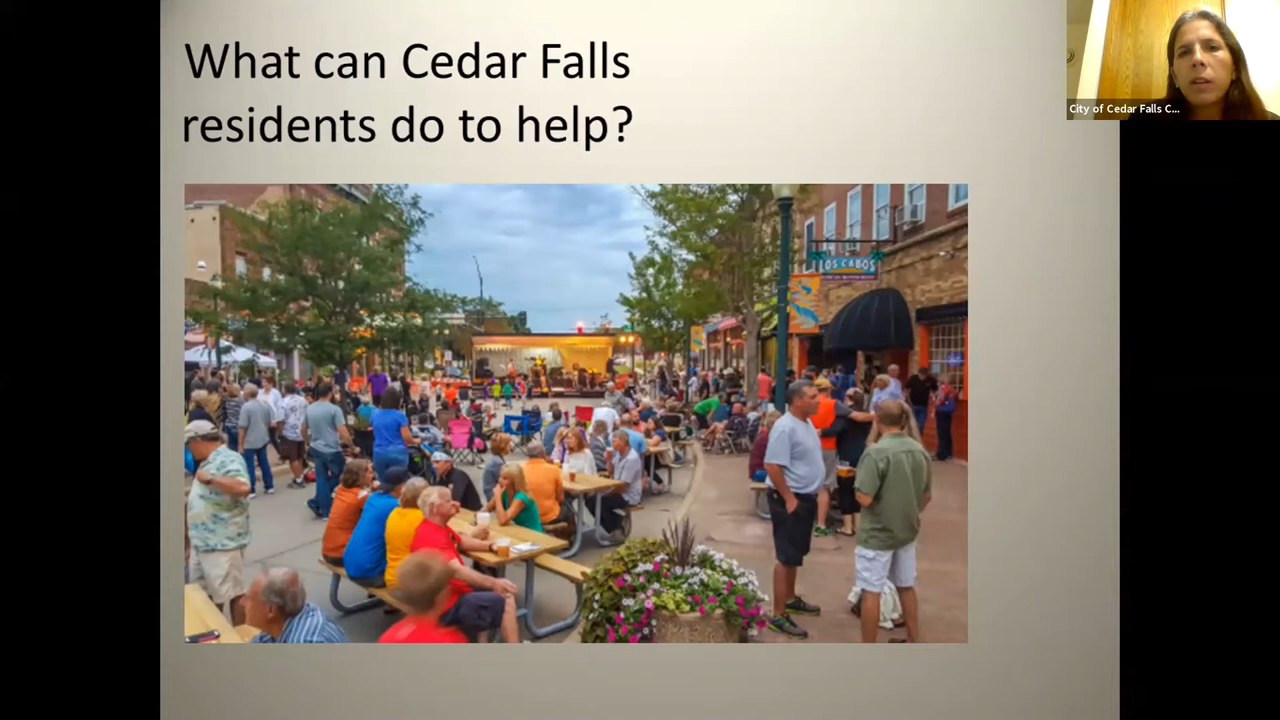 What can Cedar Falls
residents do to help?
City of Cedar Falls C...
LOS CABOS